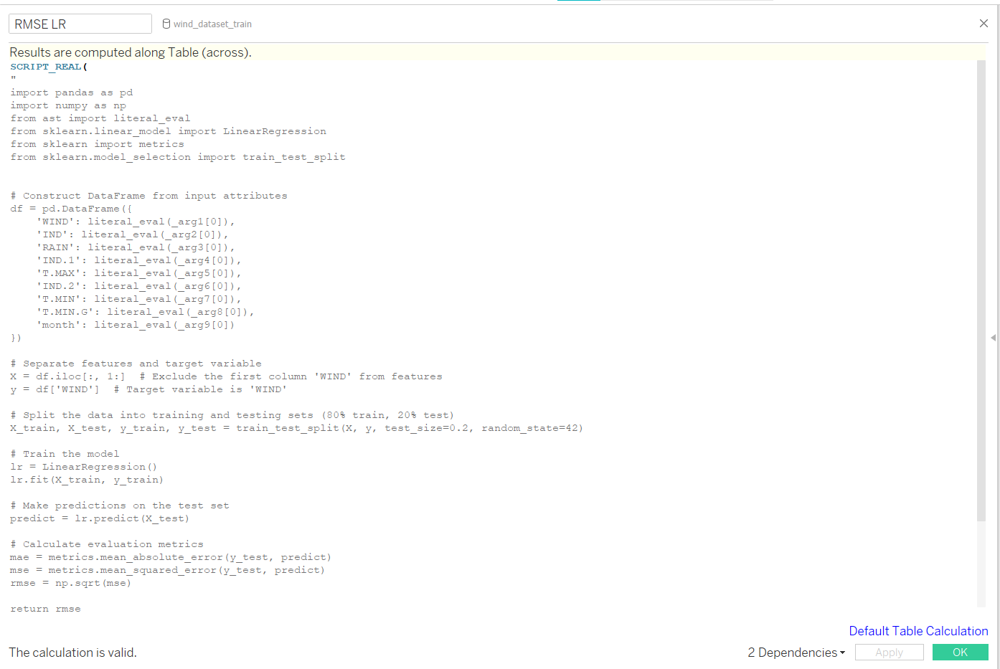 RMSE LR
wind_dataset_train
Results are computed along Table (across).
SCRIPT_REAL(
"
import pandas as pd
import numpy as np
from ast import literal_eval
from sklearn.linear_model import LinearRegression
from sklearn import metrics
from sklearn.model_selection import train_test_split
# Construct DataFrame from input attributes
df = pd.DataFrame({
    'WIND': literal_eval(_arg1[0]),
    'IND': literal_eval(_arg2[0]),
    'RAIN': literal_eval(_arg3[0]),
    'IND.1': literal_eval(_arg4[0]),
    'T.MAX': literal_eval(_arg5[0]),
    'IND.2': literal_eval(_arg6[0]),
    'T.MIN': literal_eval(_arg7[0]),
    'T.MIN.G': literal_eval(_arg8[0]),
    'month': literal_eval(_arg9[0])
})
# Separate features and target variable
X = df.iloc[:, 1:]  # Exclude the first column 'WIND' from features
y = df['WIND']  # Target variable is 'WIND'
# Split the data into training and testing sets (80% train, 20% test)
X_train, X_test, y_train, y_test = train_test_split(X, y, test_size=0.2, random_state=42)
# Train the model
lr = LinearRegression()
lr.fit(X_train, y_train)
# Make predictions on the test set
predict = lr.predict(X_test)
# Calculate evaluation metrics
mae = metrics.mean_absolute_error(y_test, predict)
mse = metrics.mean_squared_error(y_test, predict)
rmse = np.sqrt(mse)
return rmse
Default Table Calculation
The calculation is valid.
2 Dependencies
Apply
OK